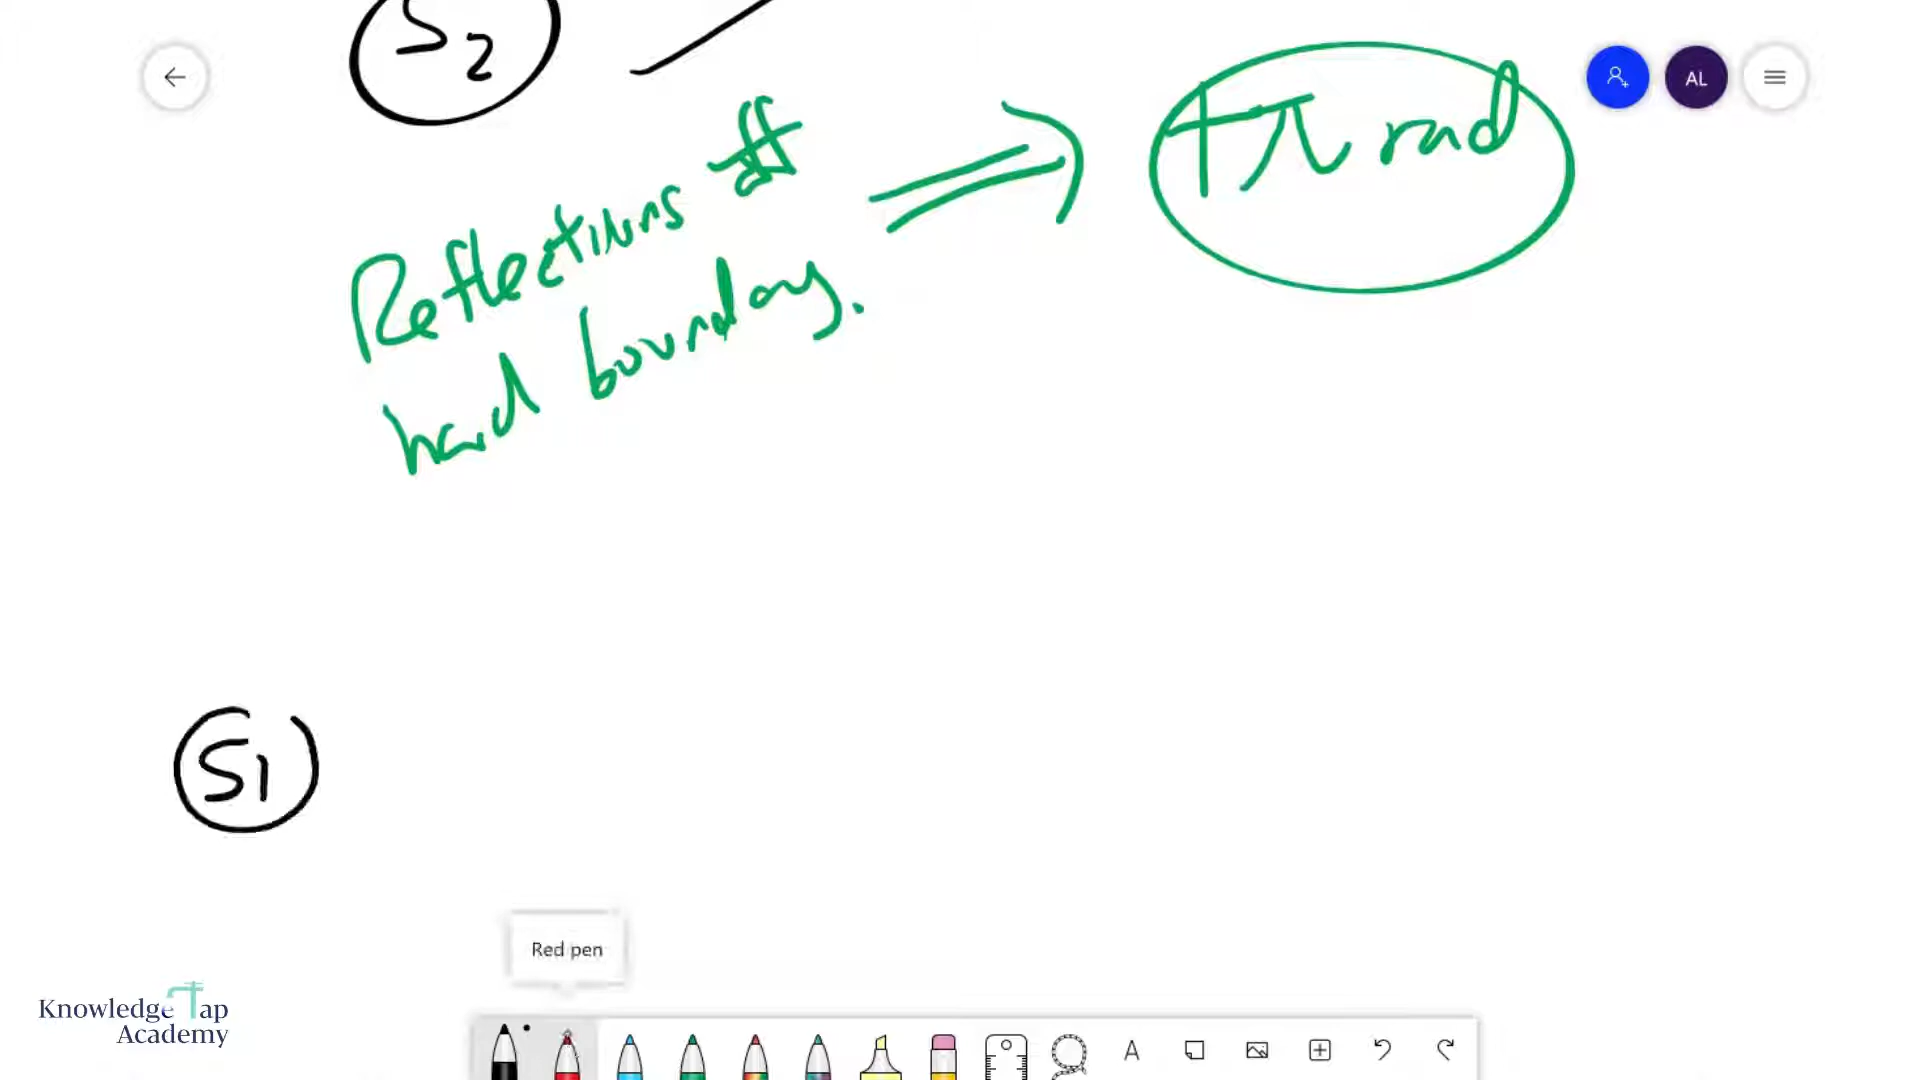 S2
+π rad
Reflections off
hard boundary.
AL
S1
Red pen
Knowledge Tap
Academy
A